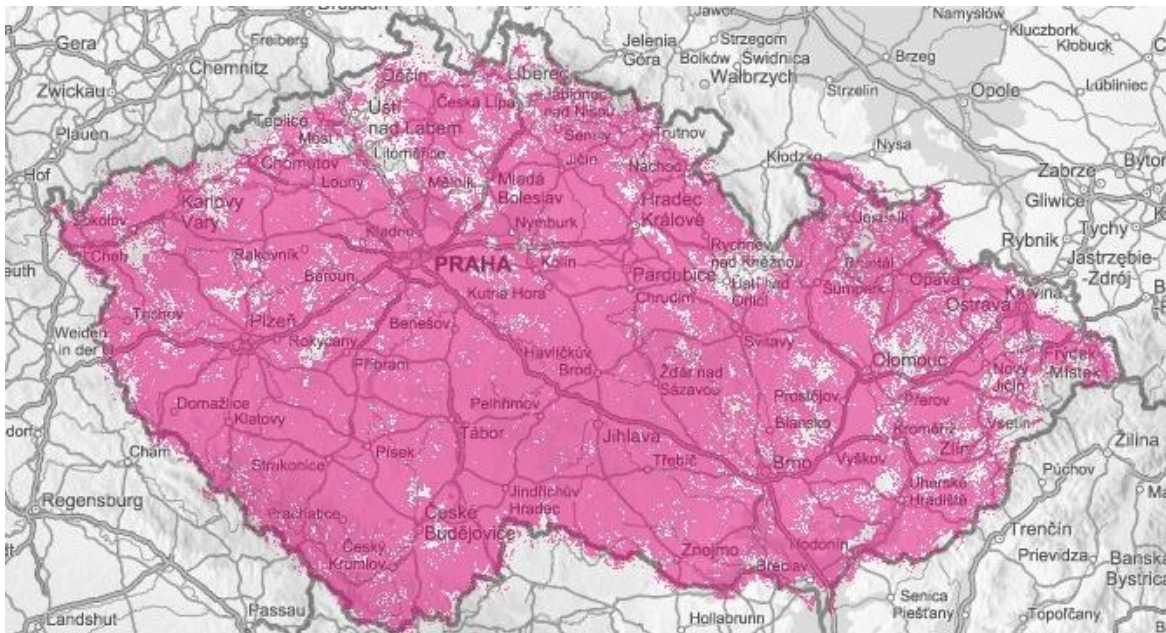 Dresden
Jawor
Strzegom
Namysłów
Kluczbork
Kłobuck
Gera
Freiberg
Jelenia
Góra
Bolków
Świdnica
Wałbrzych
Brzeg
Chemnitz
Zwickau
Děčín
Liberec
Strzelin
Opole
Lubliniec
Ústí
nad Labem
Česká Lípa
Jablonec
nad Nisou
Plauen
Teplice
Most
Semily
Trutnov
Hof
Litoměřice
Jičín
Náchod
Kłodzko
Nysa
Chomutov
Louny
Mělník
Mladá
Boleslav
Zabrze
Bytom
Gliwice
Karlovy
Vary
Sokolov
Hradec
Králové
Jeseník
Tychy
Nymburk
Kladno
Rybnik
Cheb
Rakovník
PRAHA
Kolín
Rychnov
nad Kněžnou
Bruntál
Jastrzębie
-Zdrój
Beroun
Pardubice
Ústí nad
Orlicí
Šumperk
Opava
Karviná
Ostrava
Kutná Hora
Chrudim
Tachov
Plzeň
Benešov
Weiden
in der
Rokycany
Příbram
Havlíčkův
Brod
Svitavy
Olomouc
Frýdek
-Místek
Nový
Jičín
Žďár nad
Sázavou
Domažlice
Klatovy
Pelhřimov
Prostějov
Přerov
Tábor
Jihlava
Blansko
Kroměříž
Vsetín
Cham
Písek
Strakonice
Třebíč
Brno
Vyškov
Zlín
Žilina
Púchov
Regensburg
Jindřichův
Hradec
Uherské
Hradiště
Prachatice
České
Budějovice
Trenčín
Český
Krumlov
Znojmo
Hodonín
Prievidza
Banská
Bystrica
Břeclav
Landshut
Passau
Hollabrunn
Senica
Piešťany
Topoľčany